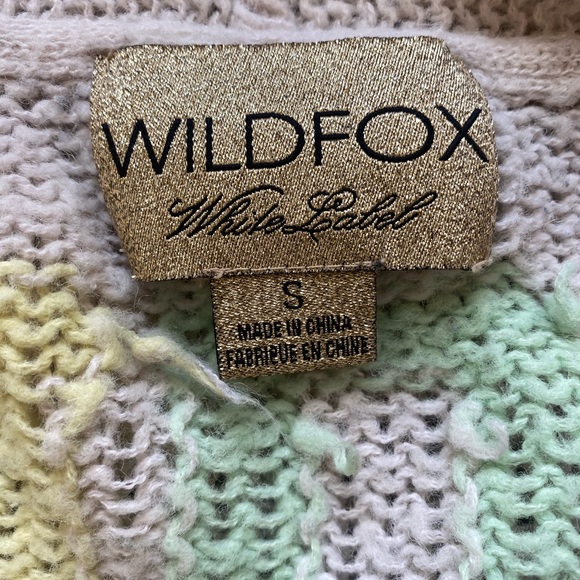 WILDFOX
White Label
S
MADE IN CHINA
FABRIQUE EN CHINE